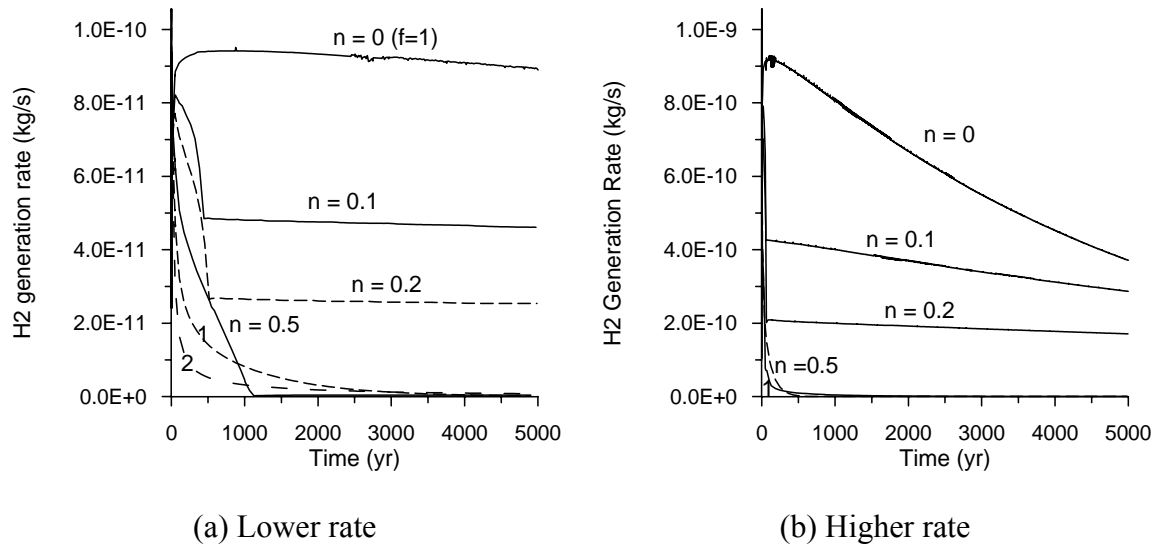 1.0E-10
8.0E-11
6.0E-11
4.0E-11
2.0E-11
0.0E+0
H2 generation rate (kg/s)
n = 0 (f=1)
n = 0.1
n = 0.2
n = 0.5
1
2
0 1000 2000 3000 4000 5000
Time (yr)
(a) Lower rate
1.0E-9
8.0E-10
6.0E-10
4.0E-10
2.0E-10
0.0E+0
H2 Generation Rate (kg/s)
n = 0
n = 0.1
n = 0.2
n =0.5
1
0 1000 2000 3000 4000 5000
Time (yr)
(b) Higher rate